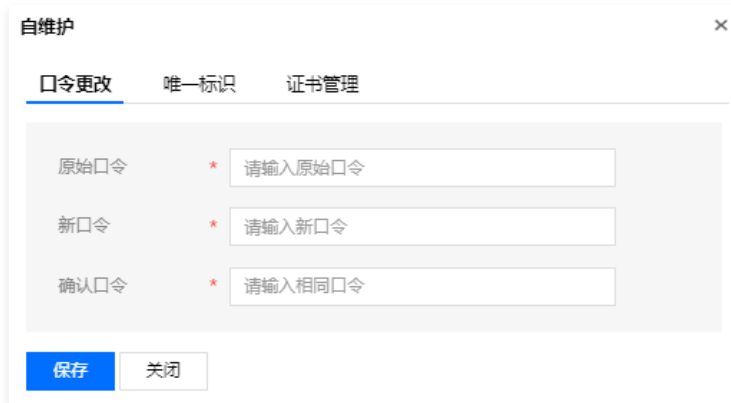 自维护 ×
口令更改 唯一标识 证书管理
原始口令 * 请输入原始口令
新口令 * 请输入新口令
确认口令 * 请输入相同口令
保存 关闭